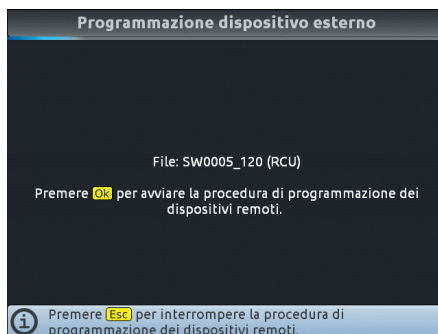 Programmazione dispositivo esterno
File: SW0005_120 (RCU)
Premere Ok per avviare la procedura di programmazione dei
dispositivi remoti.
Premere Esc per interrompere la procedura di
programmazione dei dispositivi remoti.